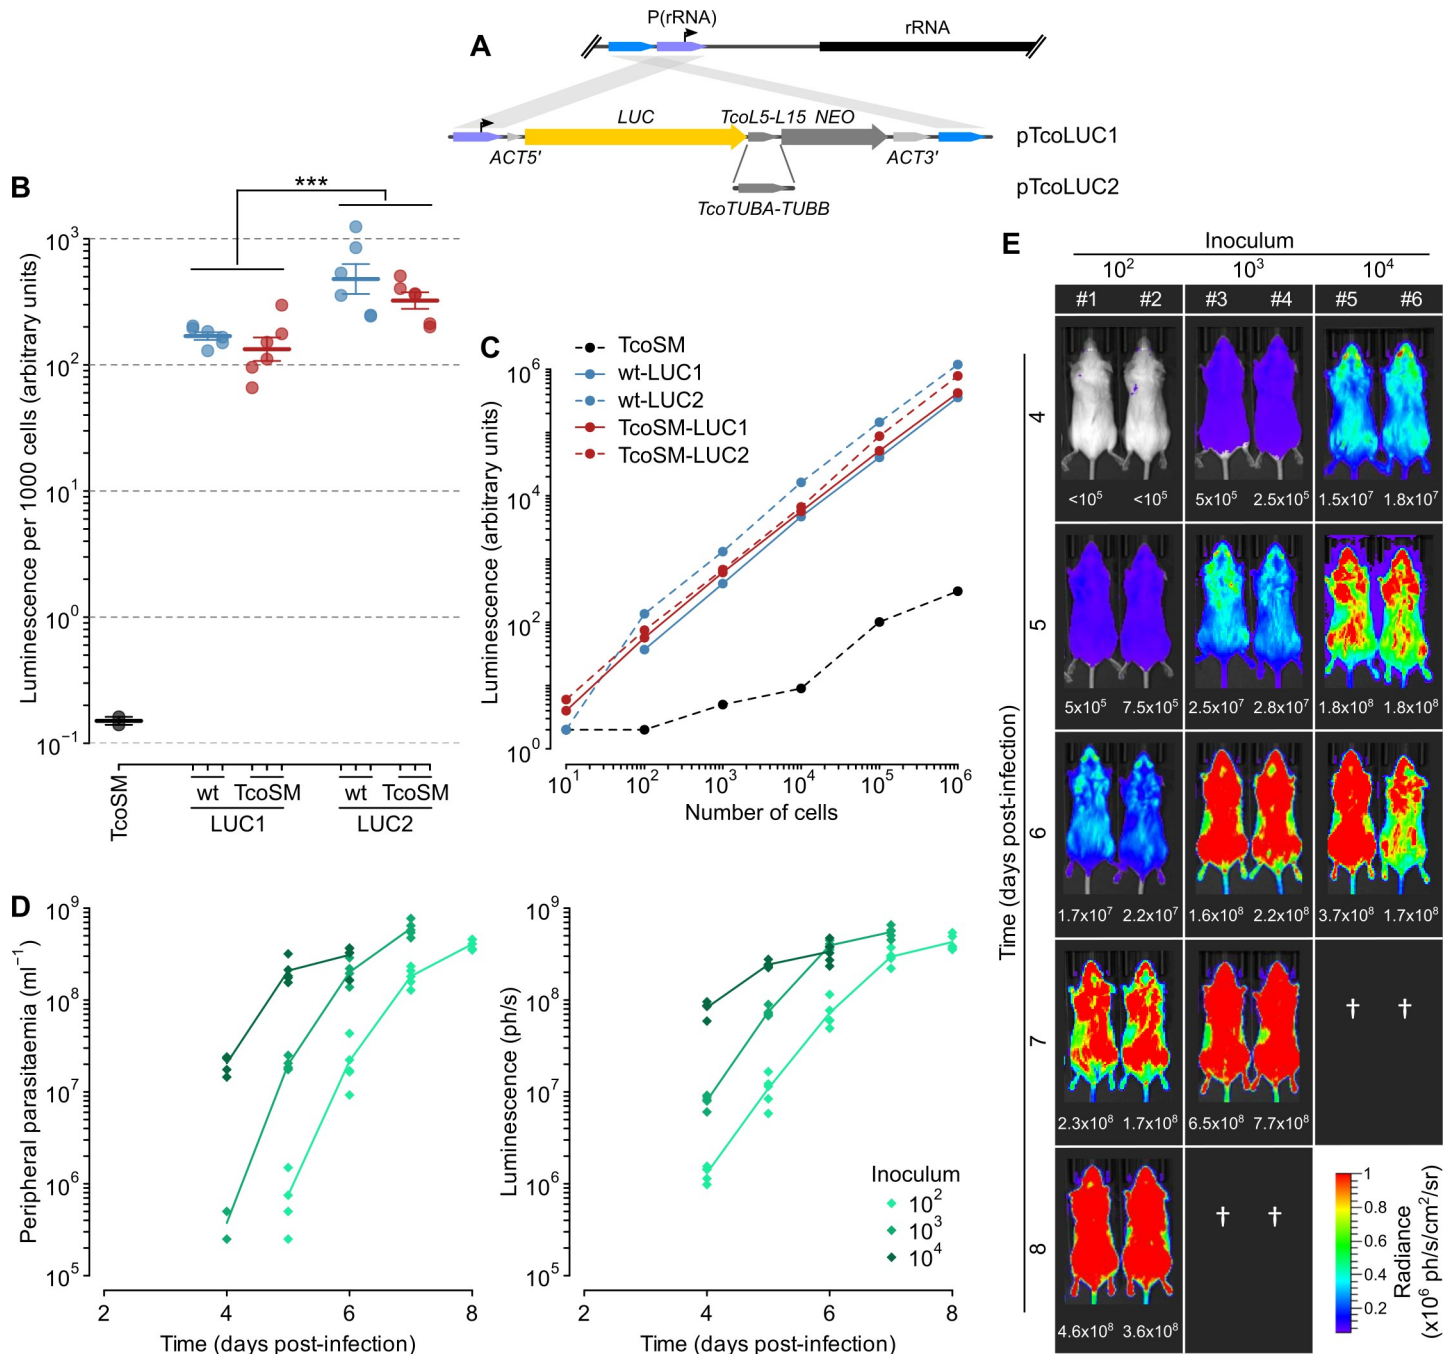 A
P(rRNA)
rRNA
LUC
TcoL5-L15 NEO
ACT5'
ACT3'
pTcoLUC1
pTcoLUC2
TcoTUBA-TUBB
B
***
Luminescence per 1000 cells (arbitrary units)
10³
10²
10¹
10⁰
10⁻¹
TcoSM
wt TcoSM
LUC1
wt TcoSM
LUC2
C
TcoSM
wt-LUC1
wt-LUC2
TcoSM-LUC1
TcoSM-LUC2
Luminescence (arbitrary units)
10⁶
10⁴
10²
10⁰
10¹ 10² 10³ 10⁴ 10⁵ 10⁶
Number of cells
D
Peripheral parasitaemia (ml⁻¹)
10⁹
10⁸
10⁷
10⁶
10⁵
2 4 6 8
Time (days post-infection)
Luminescence (ph/s)
10⁹
10⁸
10⁷
10⁶
10⁵
2 4 6 8
Time (days post-infection)
Inoculum
10²
10³
10⁴
E
Inoculum
10² 10³ 10⁴
#1 #2 #3 #4 #5 #6
Time (days post-infection)
4
<10⁵ <10⁵ 5x10⁵ 2.5x10⁵ 1.5x10⁷ 1.8x10⁷
5
5x10⁵ 7.5x10⁵ 2.5x10⁷ 2.8x10⁷ 1.8x10⁸ 1.8x10⁸
6
1.7x10⁷ 2.2x10⁷ 1.6x10⁸ 2.2x10⁸ 3.7x10⁸ 1.7x10⁸
7
† †
2.3x10⁸ 1.7x10⁸ 6.5x10⁸ 7.7x10⁸
8
† †
4.6x10⁸ 3.6x10⁸
1
0.8
0.6
0.4
0.2
Radiance
(x10⁶ ph/s/cm²/sr)